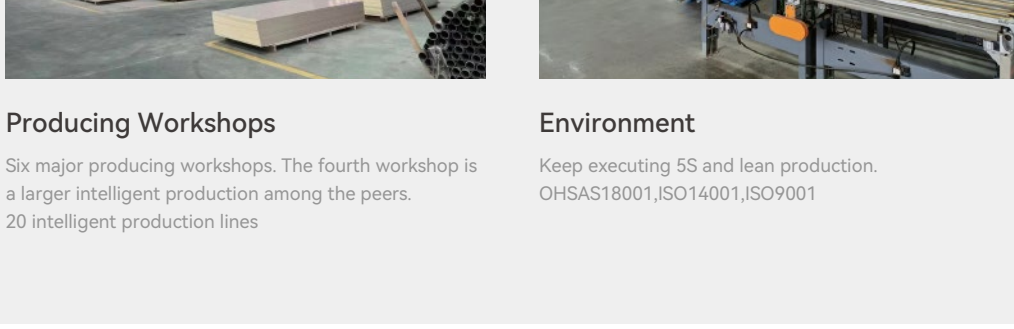 Producing Workshops
Six major producing workshops. The fourth workshop is
a larger intelligent production among the peers.
20 intelligent production lines
Environment
Keep executing 5S and lean production.
OHSAS18001,ISO14001,ISO9001